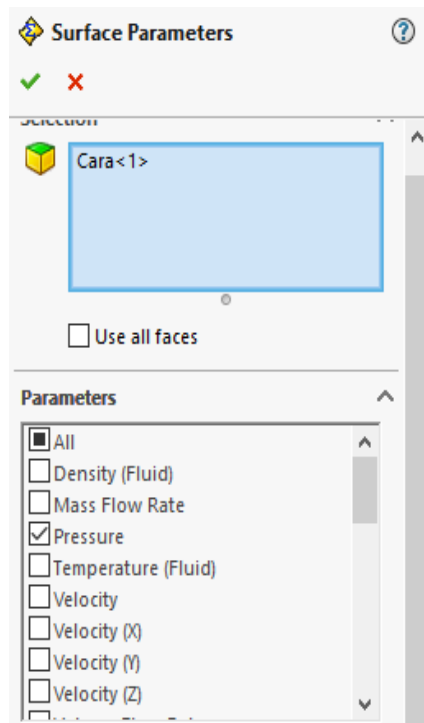 Surface Parameters
Selection
Cara<1>
Use all faces
Parameters
All
Density (Fluid)
Mass Flow Rate
Pressure
Temperature (Fluid)
Velocity
Velocity (X)
Velocity (Y)
Velocity (Z)